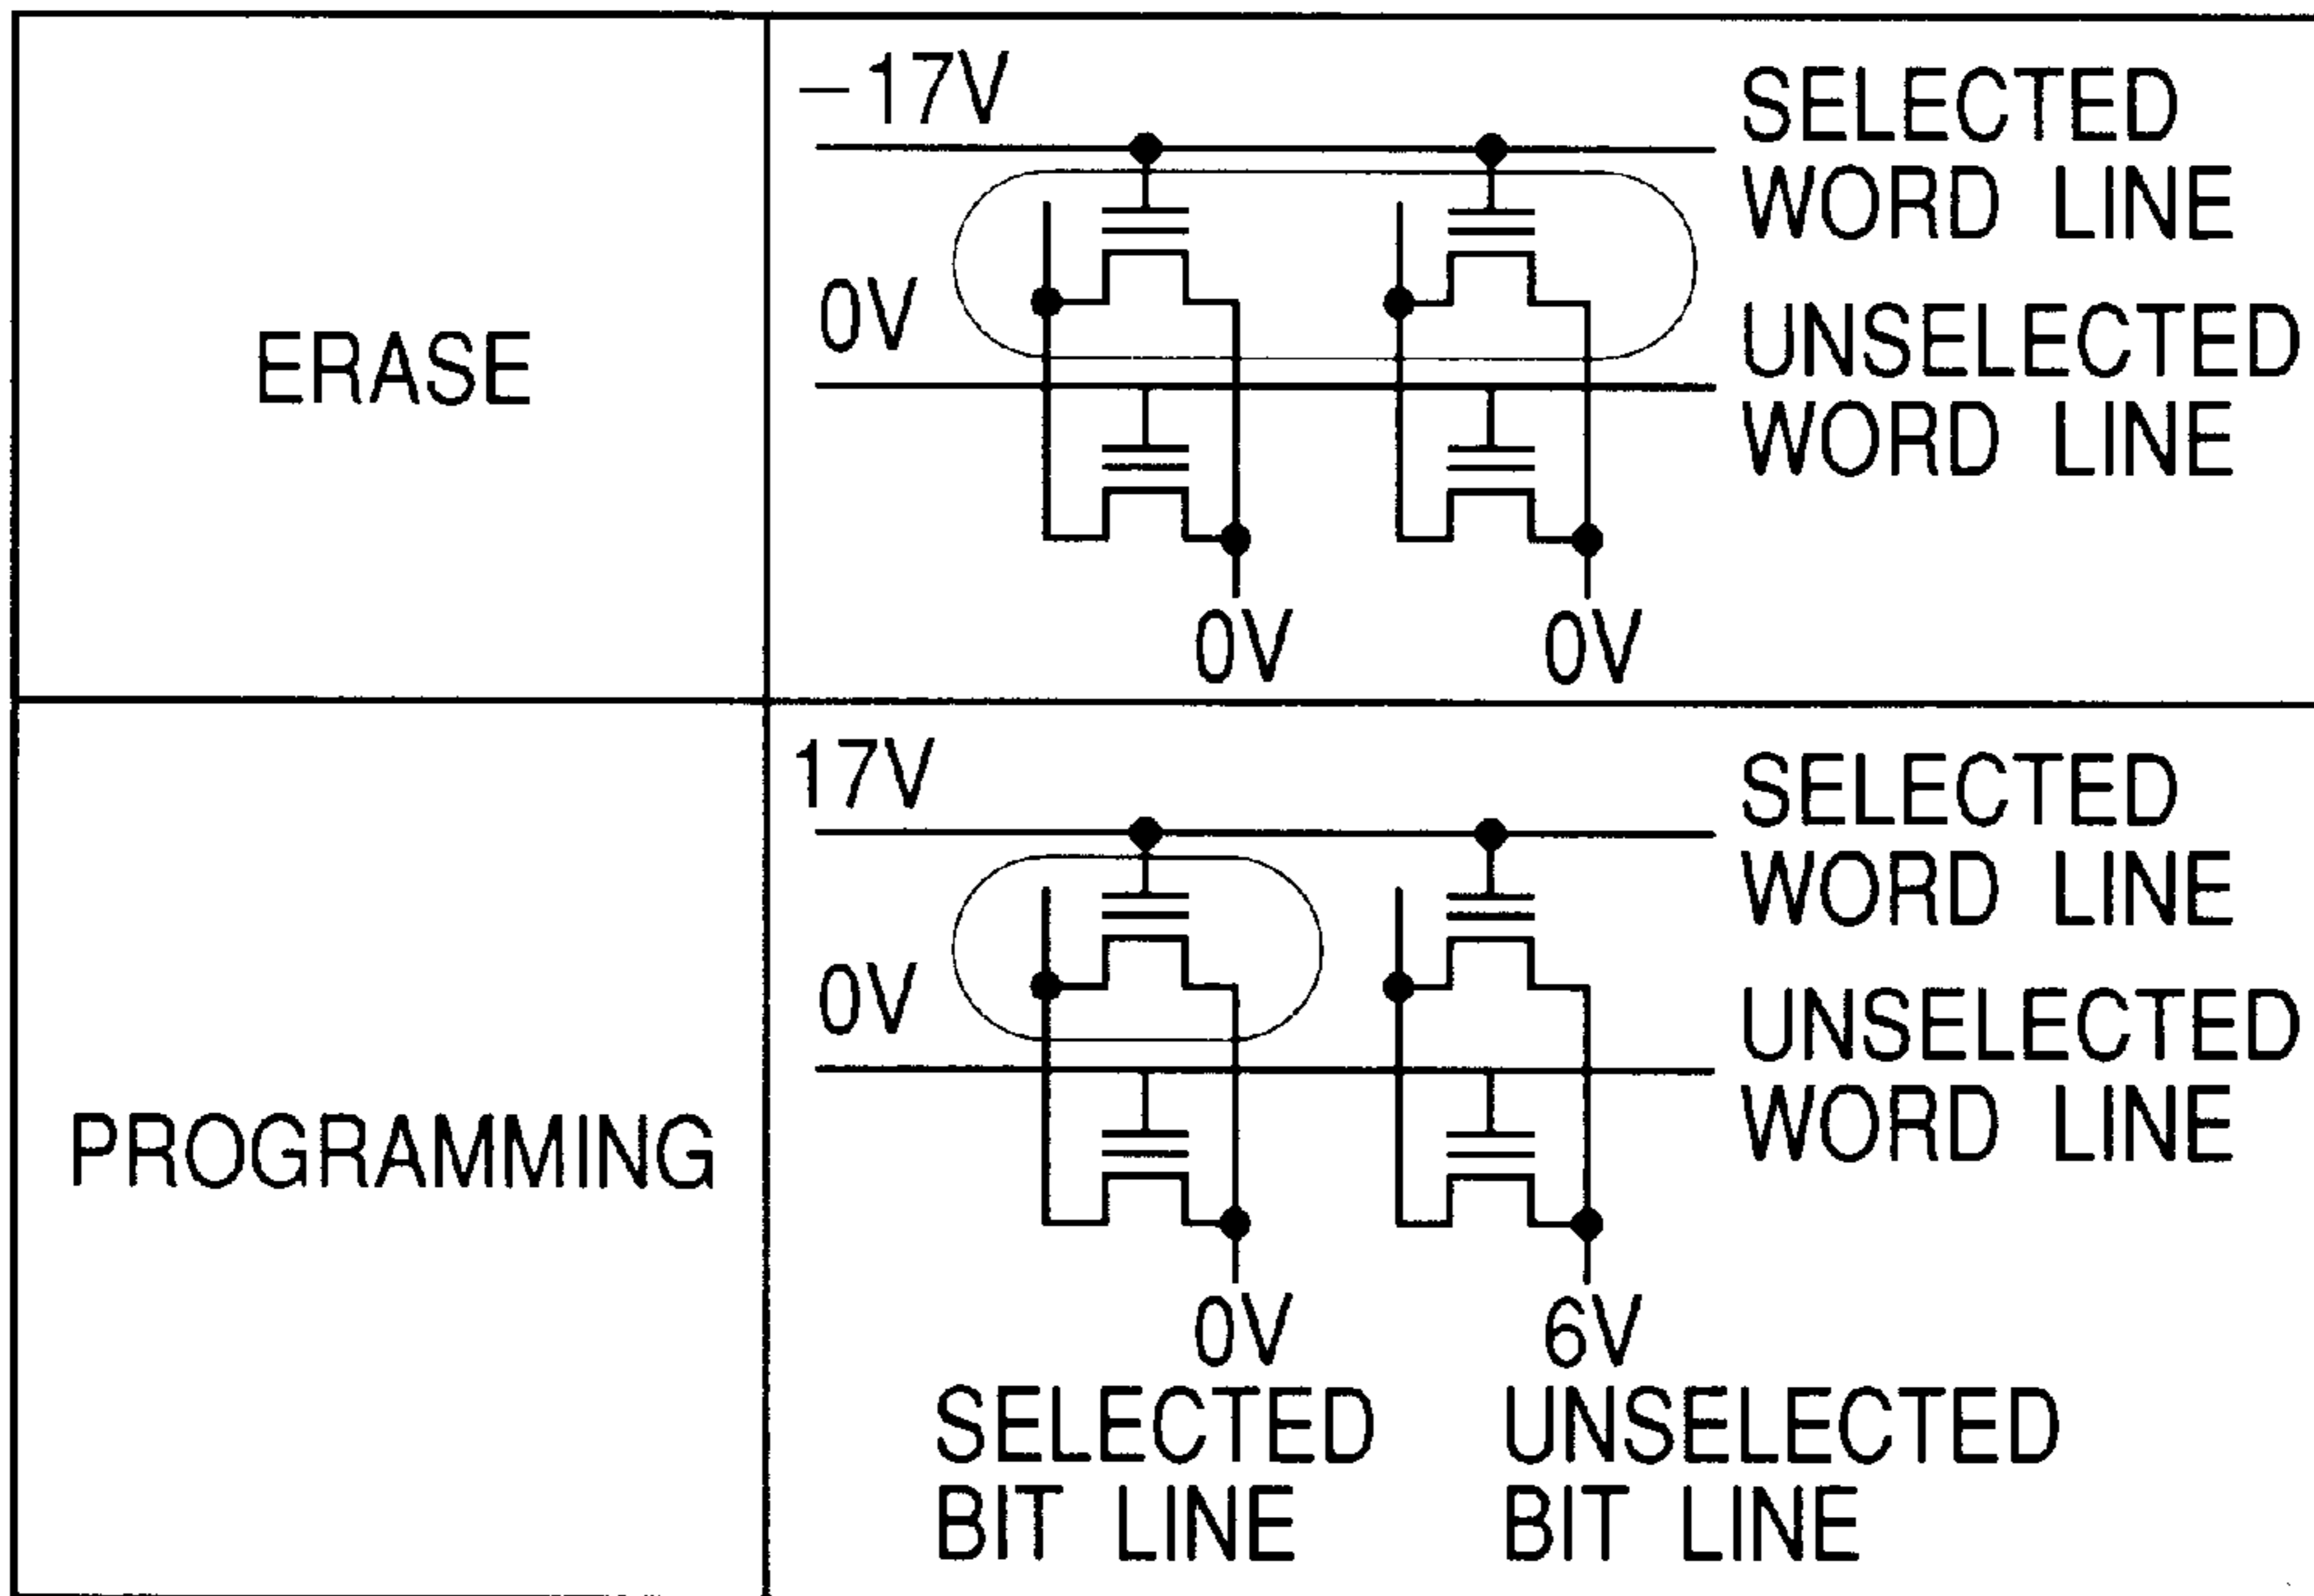 ERASE
−17V
SELECTED
WORD LINE
0V
UNSELECTED
WORD LINE
0V 0V
PROGRAMMING
17V
SELECTED
WORD LINE
0V
UNSELECTED
WORD LINE
0V 6V
SELECTED UNSELECTED
BIT LINE BIT LINE